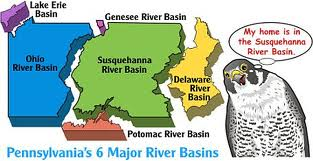 Lake Erie
Basin
Genesee River Basin
Ohio
River Basin
Susquehanna
River Basin
Delaware
River Basin
Potomac River Basin
My home is in
the Susquehanna
River Basin.
Pennsylvania's 6 Major River Basins